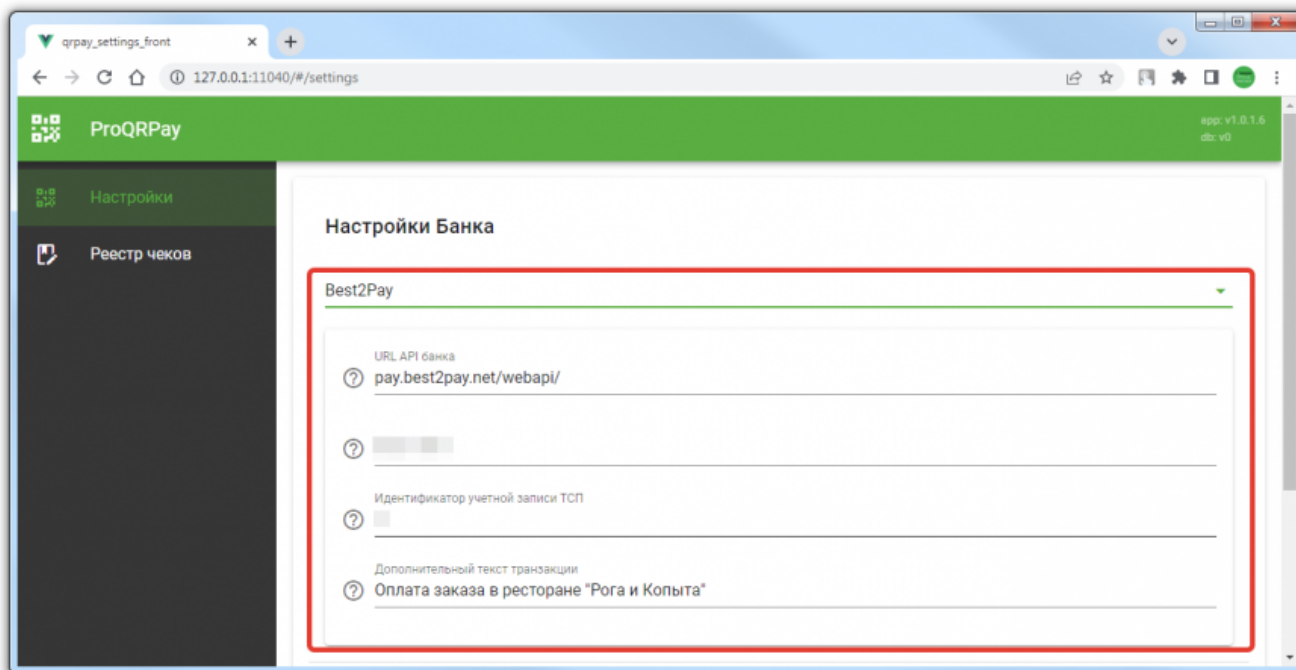 qrpay_settings_front
127.0.0.1:11040/#/settings
ProQRPay
app: v1.0.1.6
db: v0
Настройки
Реестр чеков
Настройки Банка
Best2Pay
URL API банка
pay.best2pay.net/webapi/
Идентификатор учетной записи ТСП
Дополнительный текст транзакции
Оплата заказа в ресторане "Рога и Копыта"